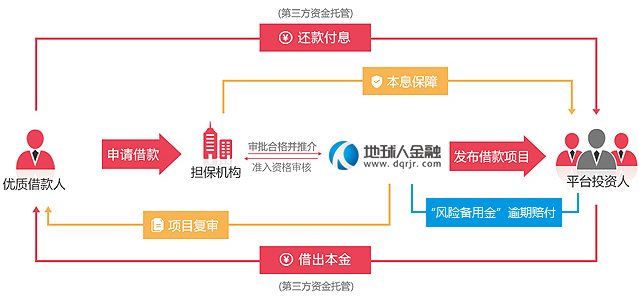 (第三方资金托管)
还款付息
本息保障
申请借款
审批合格并推介
准入资格审核
地球人金融
www.dqrjr.com
发布借款项目
优质借款人
担保机构
平台投资人
"风险备用金"逾期赔付
项目复审
借出本金
(第三方资金托管)